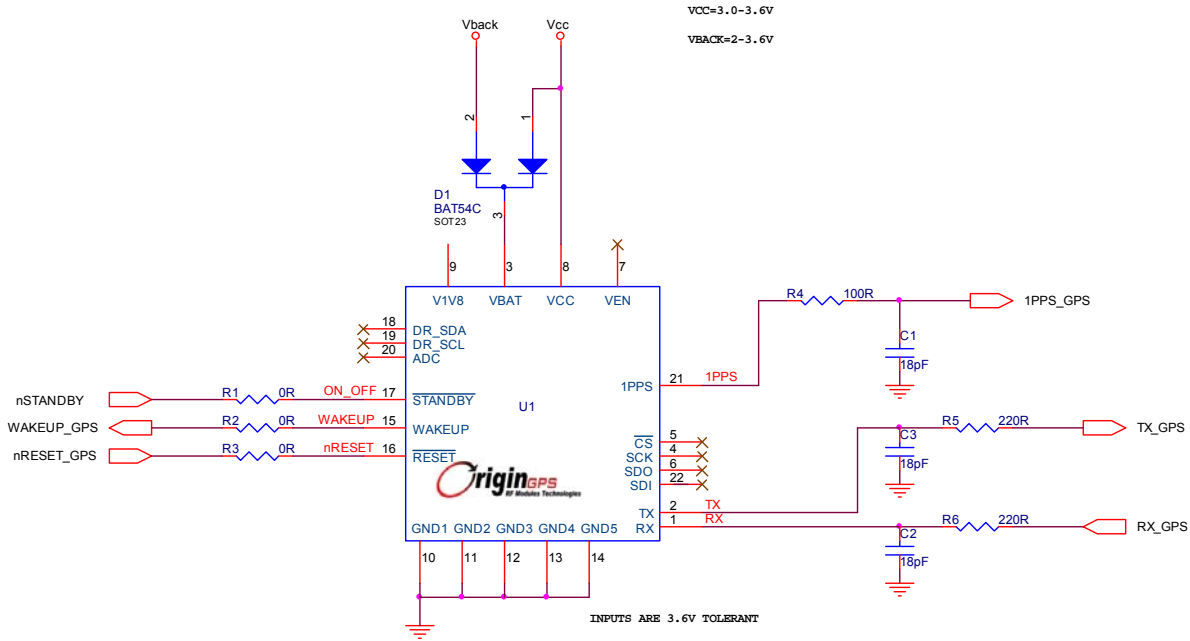 VCC=3.0-3.6V
VBACK=2-3.6V
Vback
Vcc
2
1
D1
BAT54C
SOT23
3
9
3
8
7
V1V8
VBAT
VCC
VEN
R4
100R
1PPS_GPS
18
DR_SDA
19
DR_SCL
20
ADC
C1
18pF
nSTANDBY
R1
0R
ON_OFF
17
STANDBY
1PPS
21
1PPS
WAKEUP_GPS
R2
0R
WAKEUP
15
WAKEUP
U1
nRESET_GPS
R3
0R
nRESET
16
RESET
CS
5
SCK
4
SDO
6
SDI
22
C3
18pF
R5
220R
TX_GPS
OriginGPS
RF Modules Technologies
TX
2
TX
RX
1
RX
C2
18pF
R6
220R
RX_GPS
GND1
GND2
GND3
GND4
GND5
10
11
12
13
14
INPUTS ARE 3.6V TOLERANT